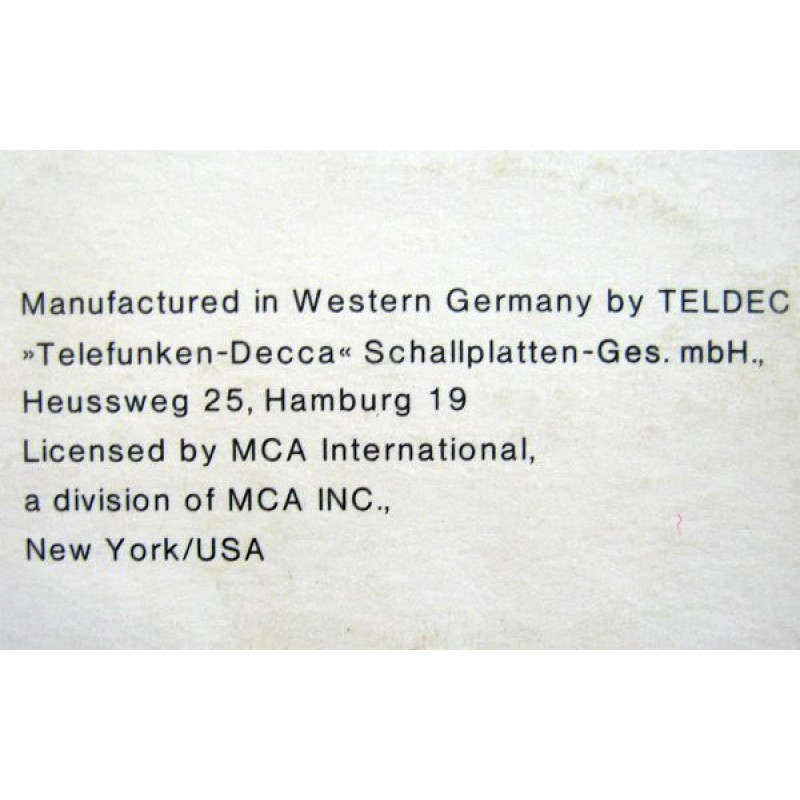 Manufactured in Western Germany by TELDEC
»Telefunken-Decca« Schallplatten-Ges. mbH.,
Heussweg 25, Hamburg 19
Licensed by MCA International,
a division of MCA INC.,
New York/USA